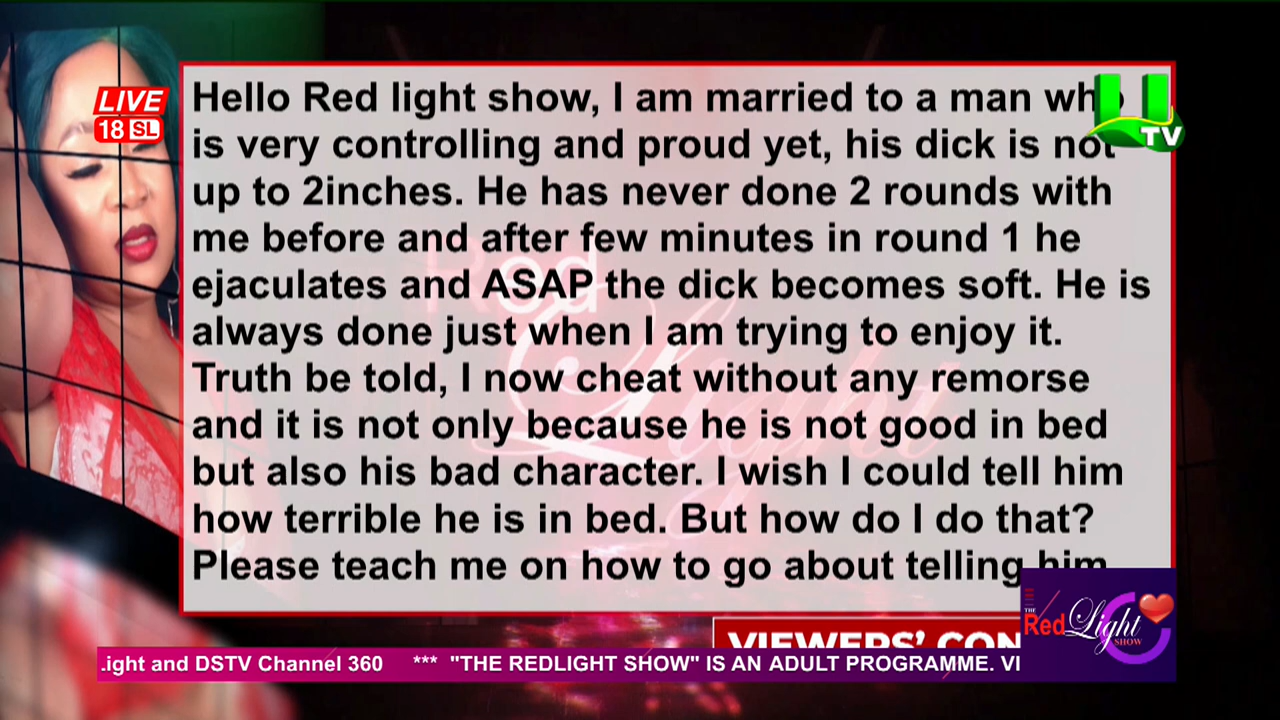 Hello Red light show, I am married to a man who
is very controlling and proud yet, his dick is not
up to 2inches. He has never done 2 rounds with
me before and after few minutes in round 1 he
ejaculates and ASAP the dick becomes soft. He is
always done just when I am trying to enjoy it.
Truth be told, I now cheat without any remorse
and it is not only because he is not good in bed
but also his bad character. I wish I could tell him
how terrible he is in bed. But how do I do that?
Please teach me on how to go about telling him
LIVE
18 SL
U
TV
Red Light
VIEWERS' CON
THE
Red Light
SHOW
.ight and DSTV Channel 360 *** "THE REDLIGHT SHOW" IS AN ADULT PROGRAMME. VI